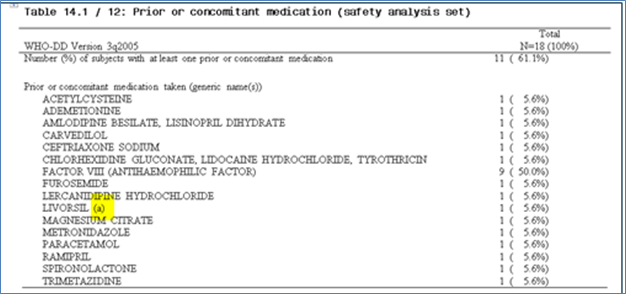 Table 14.1 / 12: Prior or concomitant medication (safety analysis set)
Total
WHO-DD Version 3q2005 N=18 (100%)
Number (%) of subjects with at least one prior or concomitant medication 11 ( 61.1%)
Prior or concomitant medication taken (generic name(s))
ACETYLCYSTEINE 1 ( 5.6%)
ADEMETIONINE 1 ( 5.6%)
AMLODIPINE BESILATE, LISINOPRIL DIHYDRATE 1 ( 5.6%)
CARVEDILOL 1 ( 5.6%)
CEFTRIAXONE SODIUM 1 ( 5.6%)
CHLORHEXIDINE GLUCONATE, LIDOCAINE HYDROCHLORIDE, TYROTHRICIN 1 ( 5.6%)
FACTOR VIII (ANTIHAEMOPHILIC FACTOR) 9 ( 50.0%)
FUROSEMIDE 1 ( 5.6%)
LERCANIDIPINE HYDROCHLORIDE 1 ( 5.6%)
LIVORSIL (a) 1 ( 5.6%)
MAGNESIUM CITRATE 1 ( 5.6%)
METRONIDAZOLE 1 ( 5.6%)
PARACETAMOL 1 ( 5.6%)
RAMIPRIL 1 ( 5.6%)
SPIRONOLACTONE 1 ( 5.6%)
TRIMETAZIDINE 1 ( 5.6%)